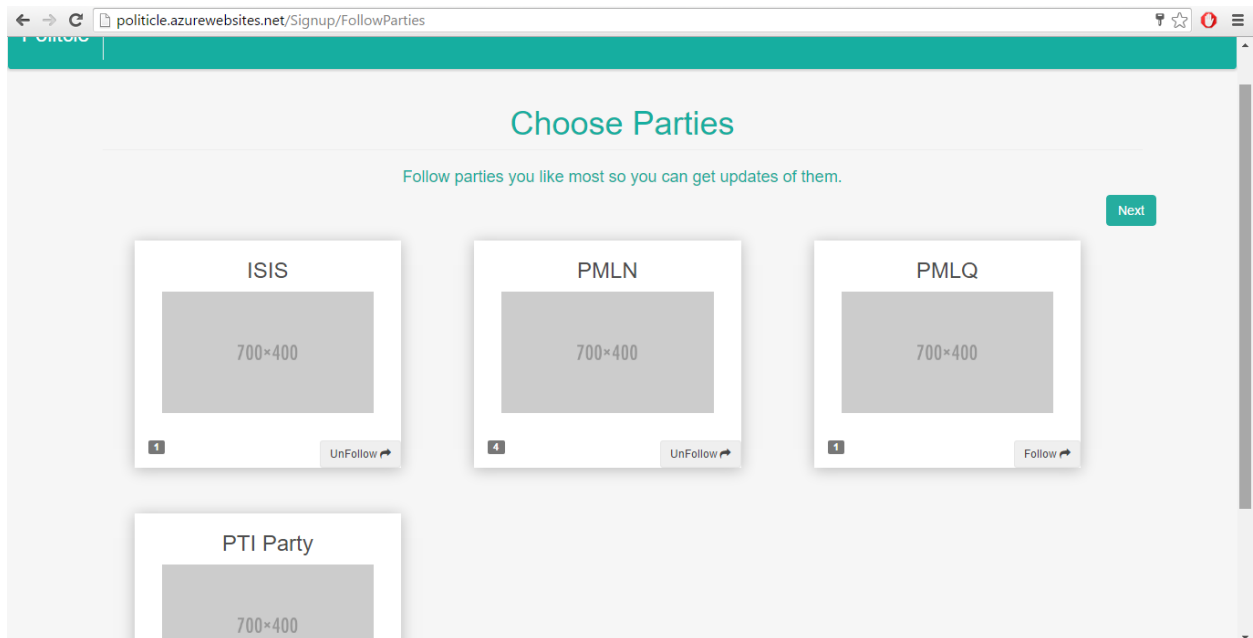 politicle.azurewebsites.net/Signup/FollowParties
Choose Parties
Follow parties you like most so you can get updates of them.
Next
ISIS
700×400
1
UnFollow
PMLN
700×400
4
UnFollow
PMLQ
700×400
1
Follow
PTI Party
700×400